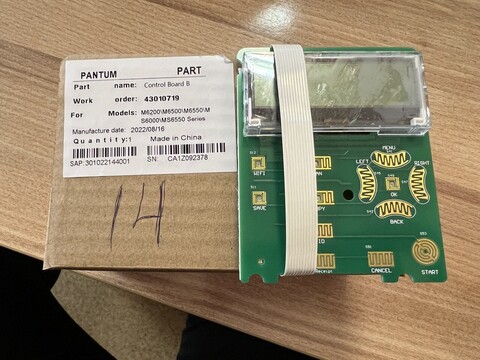 PANTUM PART
Part name: Control Board B
Work order: 43010719
For Models: M6200\M6500\M6550\M
S6000\MS6550 Series
Manufacture date: 2022/08/16
Quantity:1 Made in China
SAP:301022144001 SN: CA1Z092378
14
MENU
LEFT
RIGHT
WIFI
OK
SAVE
BACK
START
CANCEL